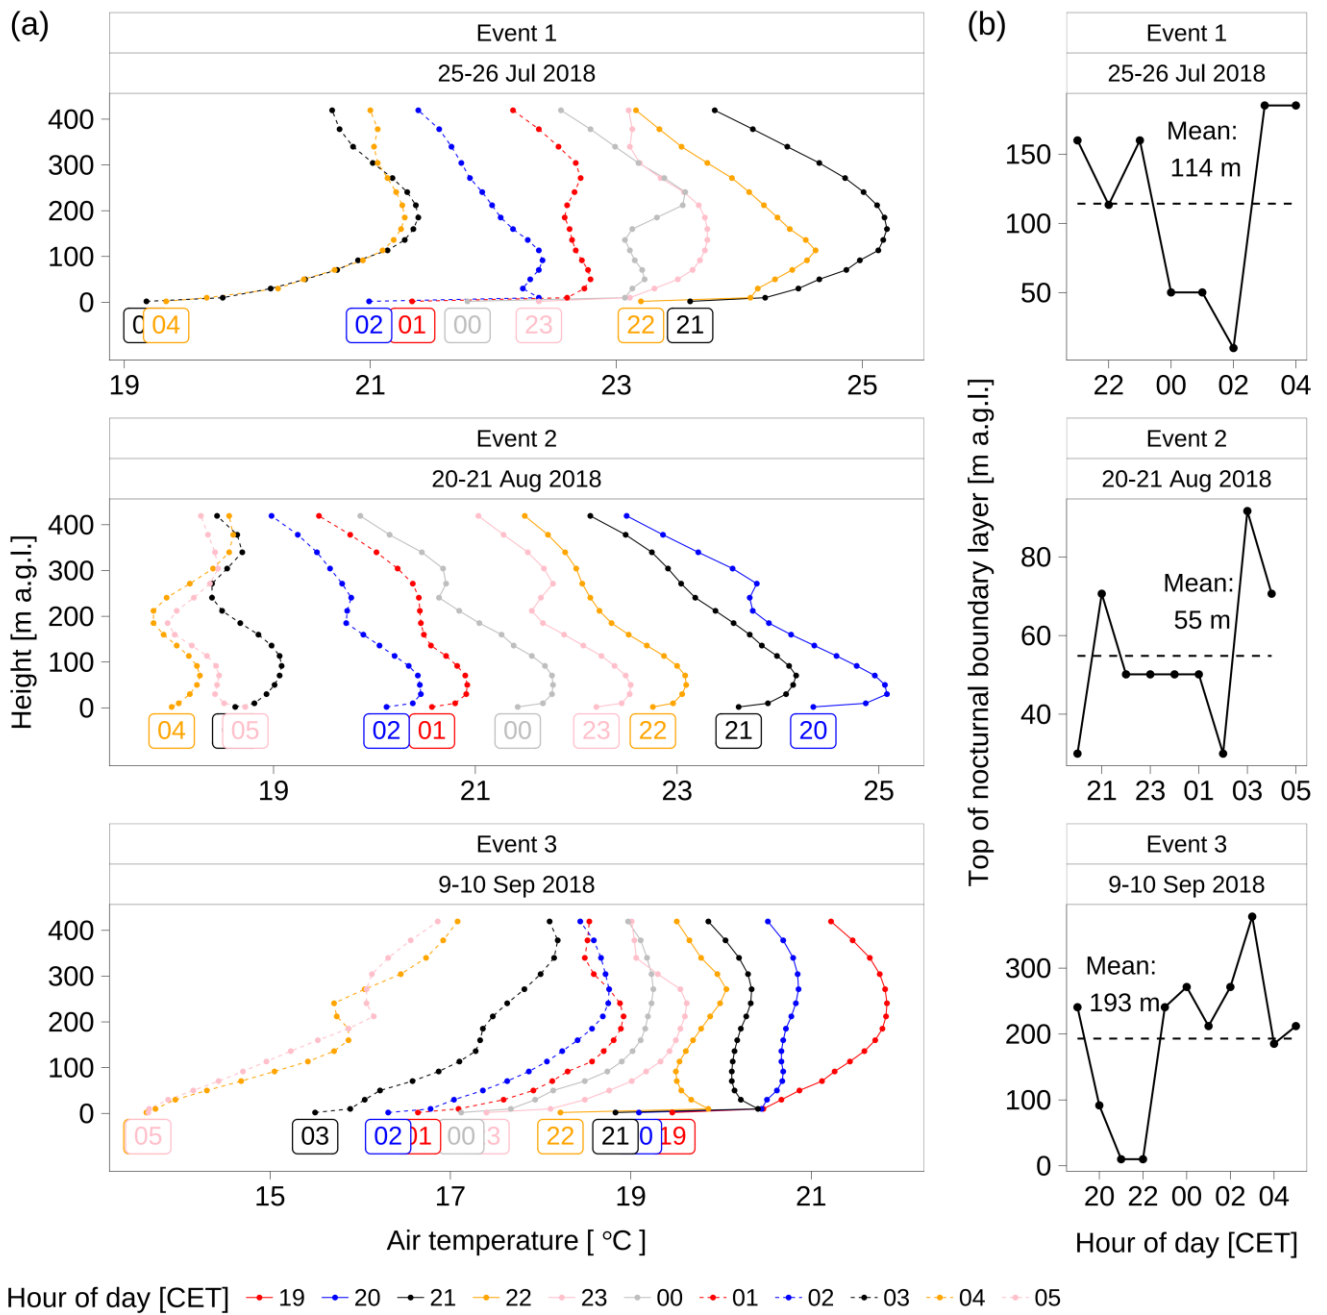 (a)
Event 1
25-26 Jul 2018
400
300
200
100
0
0 04 02 01 00 23 22 21
19 21 23 25
Event 2
20-21 Aug 2018
400
300
200
100
0
04 05 02 01 00 23 22 21 20
19 21 23 25
Event 3
9-10 Sep 2018
400
300
200
100
0
05 03 02 01 00 3 22 21 0 19
15 17 19 21
Height [m a.g.l.]
Air temperature [ °C ]
(b)
Event 1
25-26 Jul 2018
Mean:
114 m
150
100
50
22 00 02 04
Event 2
20-21 Aug 2018
Mean:
55 m
80
60
40
21 23 01 03 05
Event 3
9-10 Sep 2018
Mean:
193 m
300
200
100
0
20 22 00 02 04
Top of nocturnal boundary layer [m a.g.l.]
Hour of day [CET]
Hour of day [CET] 19 20 21 22 23 00 01 02 03 04 05